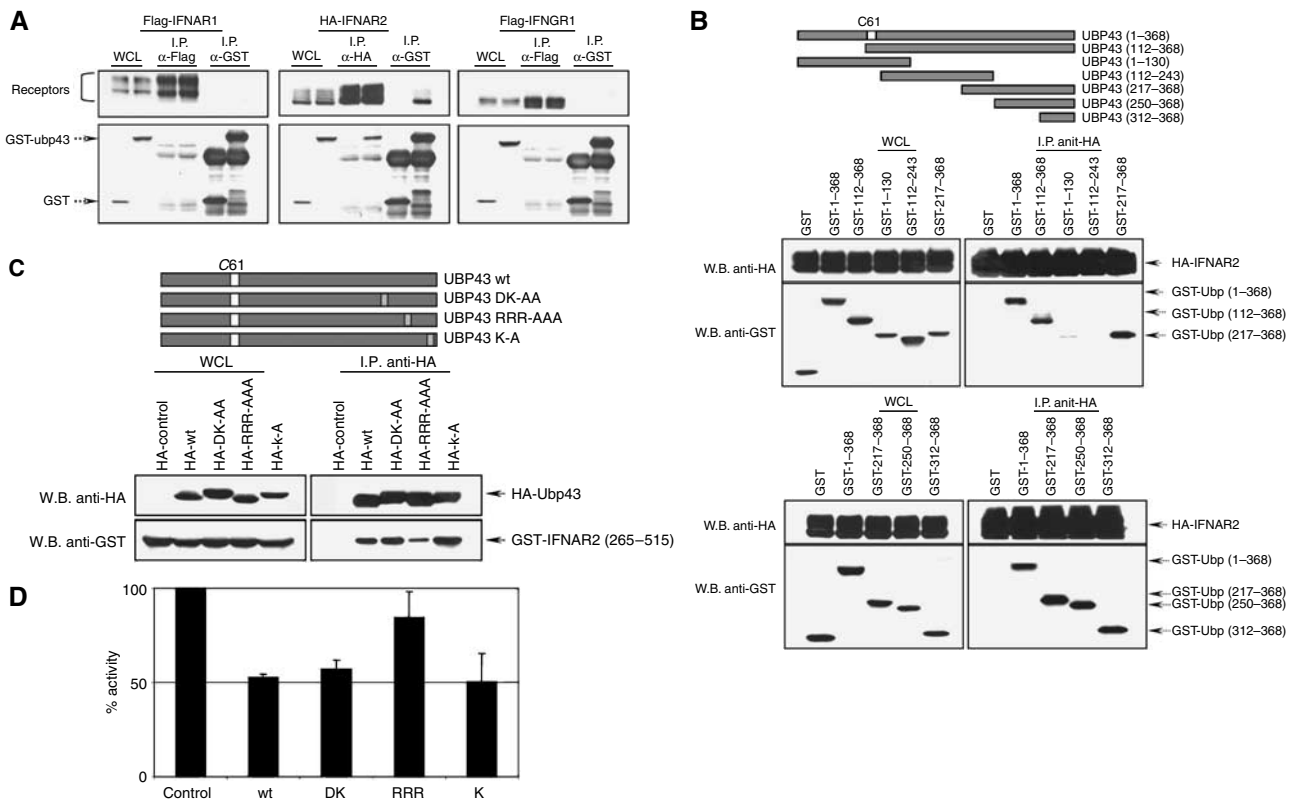 A
Flag-IFNAR1
HA-IFNAR2
Flag-IFNGR1
WCL
I.P.
α-Flag
I.P.
α-GST
WCL
I.P.
α-HA
I.P.
α-GST
WCL
I.P.
α-Flag
I.P.
α-GST
Receptors
GST-ubp43
GST
B
C61
UBP43 (1–368)
UBP43 (112–368)
UBP43 (1–130)
UBP43 (112–243)
UBP43 (217–368)
UBP43 (250–368)
UBP43 (312–368)
WCL
I.P. anit-HA
GST
GST-1–368
GST-112–368
GST-1–130
GST-112–243
GST-217–368
GST
GST-1–368
GST-112–368
GST-1–130
GST-112–243
GST-217–368
W.B. anti-HA
HA-IFNAR2
W.B. anti-GST
GST-Ubp (1–368)
GST-Ubp (112–368)
GST-Ubp (217–368)
WCL
I.P. anit-HA
GST
GST-1–368
GST-217–368
GST-250–368
GST-312–368
GST
GST-1–368
GST-217–368
GST-250–368
GST-312–368
W.B. anti-HA
HA-IFNAR2
W.B. anti-GST
GST-Ubp (1–368)
GST-Ubp (217–368)
GST-Ubp (250–368)
GST-Ubp (312–368)
C
C61
UBP43 wt
UBP43 DK-AA
UBP43 RRR-AAA
UBP43 K-A
WCL
I.P. anti-HA
HA-control
HA-wt
HA-DK-AA
HA-RRR-AAA
HA-k-A
HA-control
HA-wt
HA-DK-AA
HA-RRR-AAA
HA-k-A
W.B. anti-HA
HA-Ubp43
W.B. anti-GST
GST-IFNAR2 (265–515)
D
% activity
100
50
0
Control
wt
DK
RRR
K